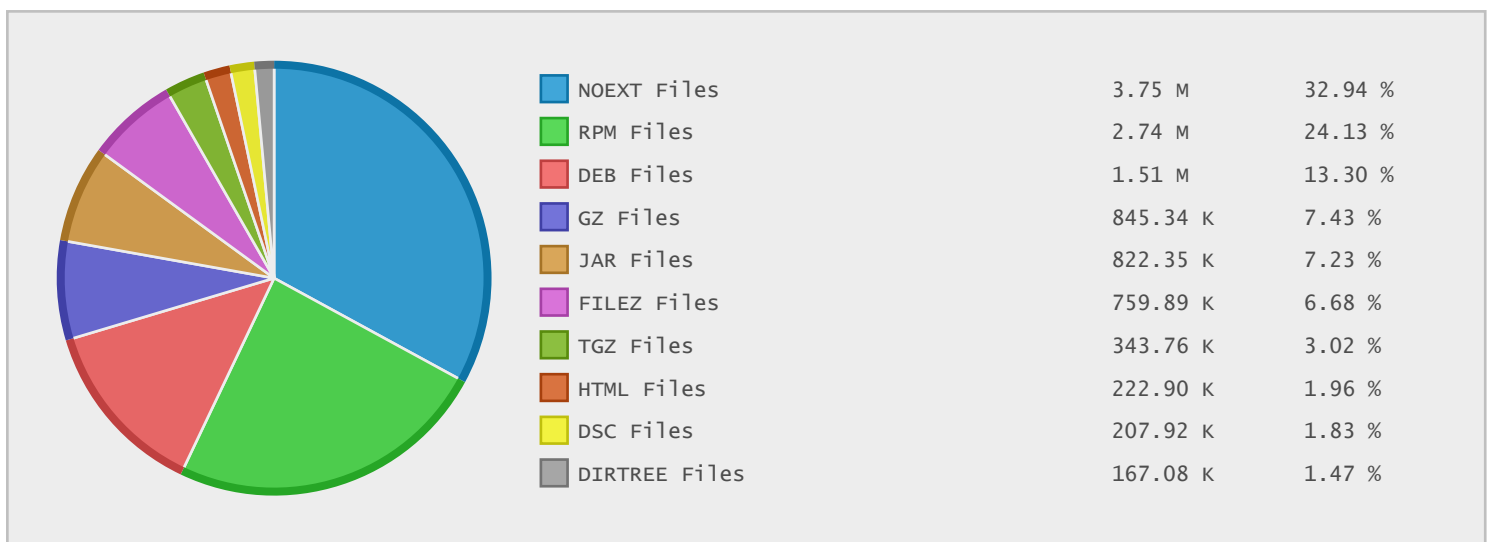 NOEXT Files 3.75 M 32.94 %
RPM Files 2.74 M 24.13 %
DEB Files 1.51 M 13.30 %
GZ Files 845.34 K 7.43 %
JAR Files 822.35 K 7.23 %
FILEZ Files 759.89 K 6.68 %
TGZ Files 343.76 K 3.02 %
HTML Files 222.90 K 1.96 %
DSC Files 207.92 K 1.83 %
DIRTREE Files 167.08 K 1.47 %